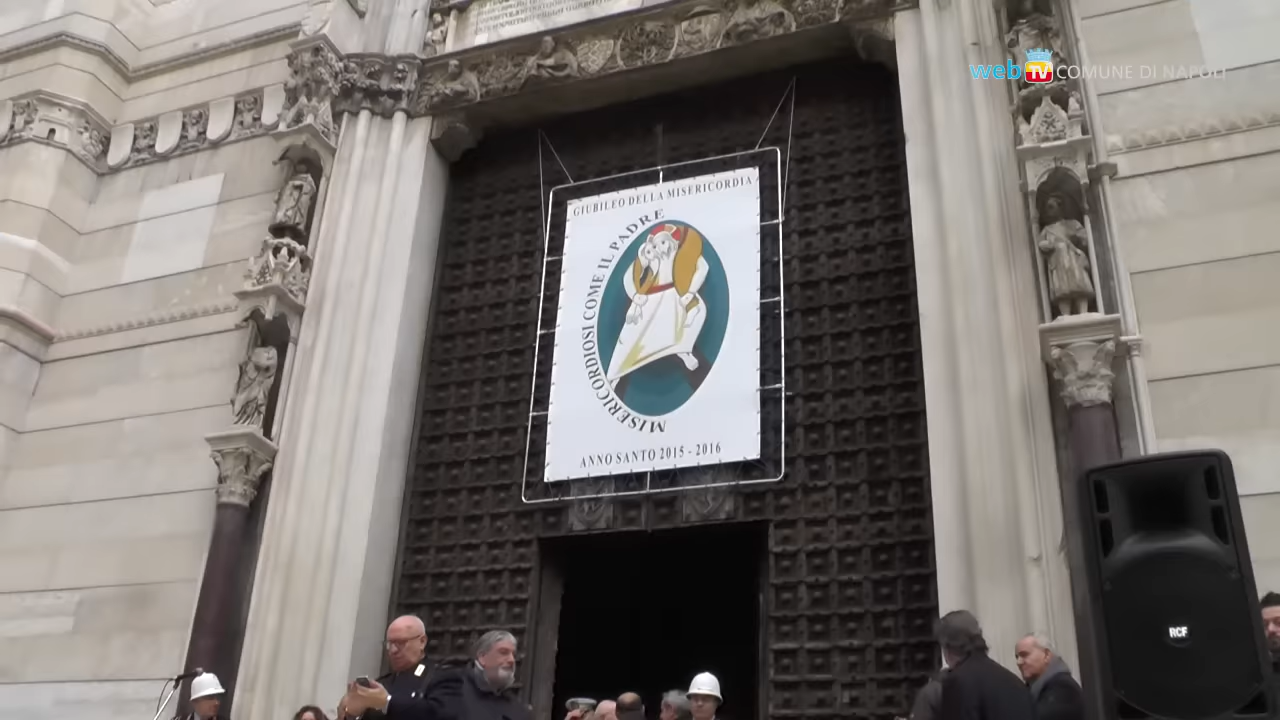 web TV COMUNE DI NAPOLI
GIUBILEO DELLA MISERICORDIA
MISERICORDIOSI COME IL PADRE
ANNO SANTO 2015 - 2016
RCF